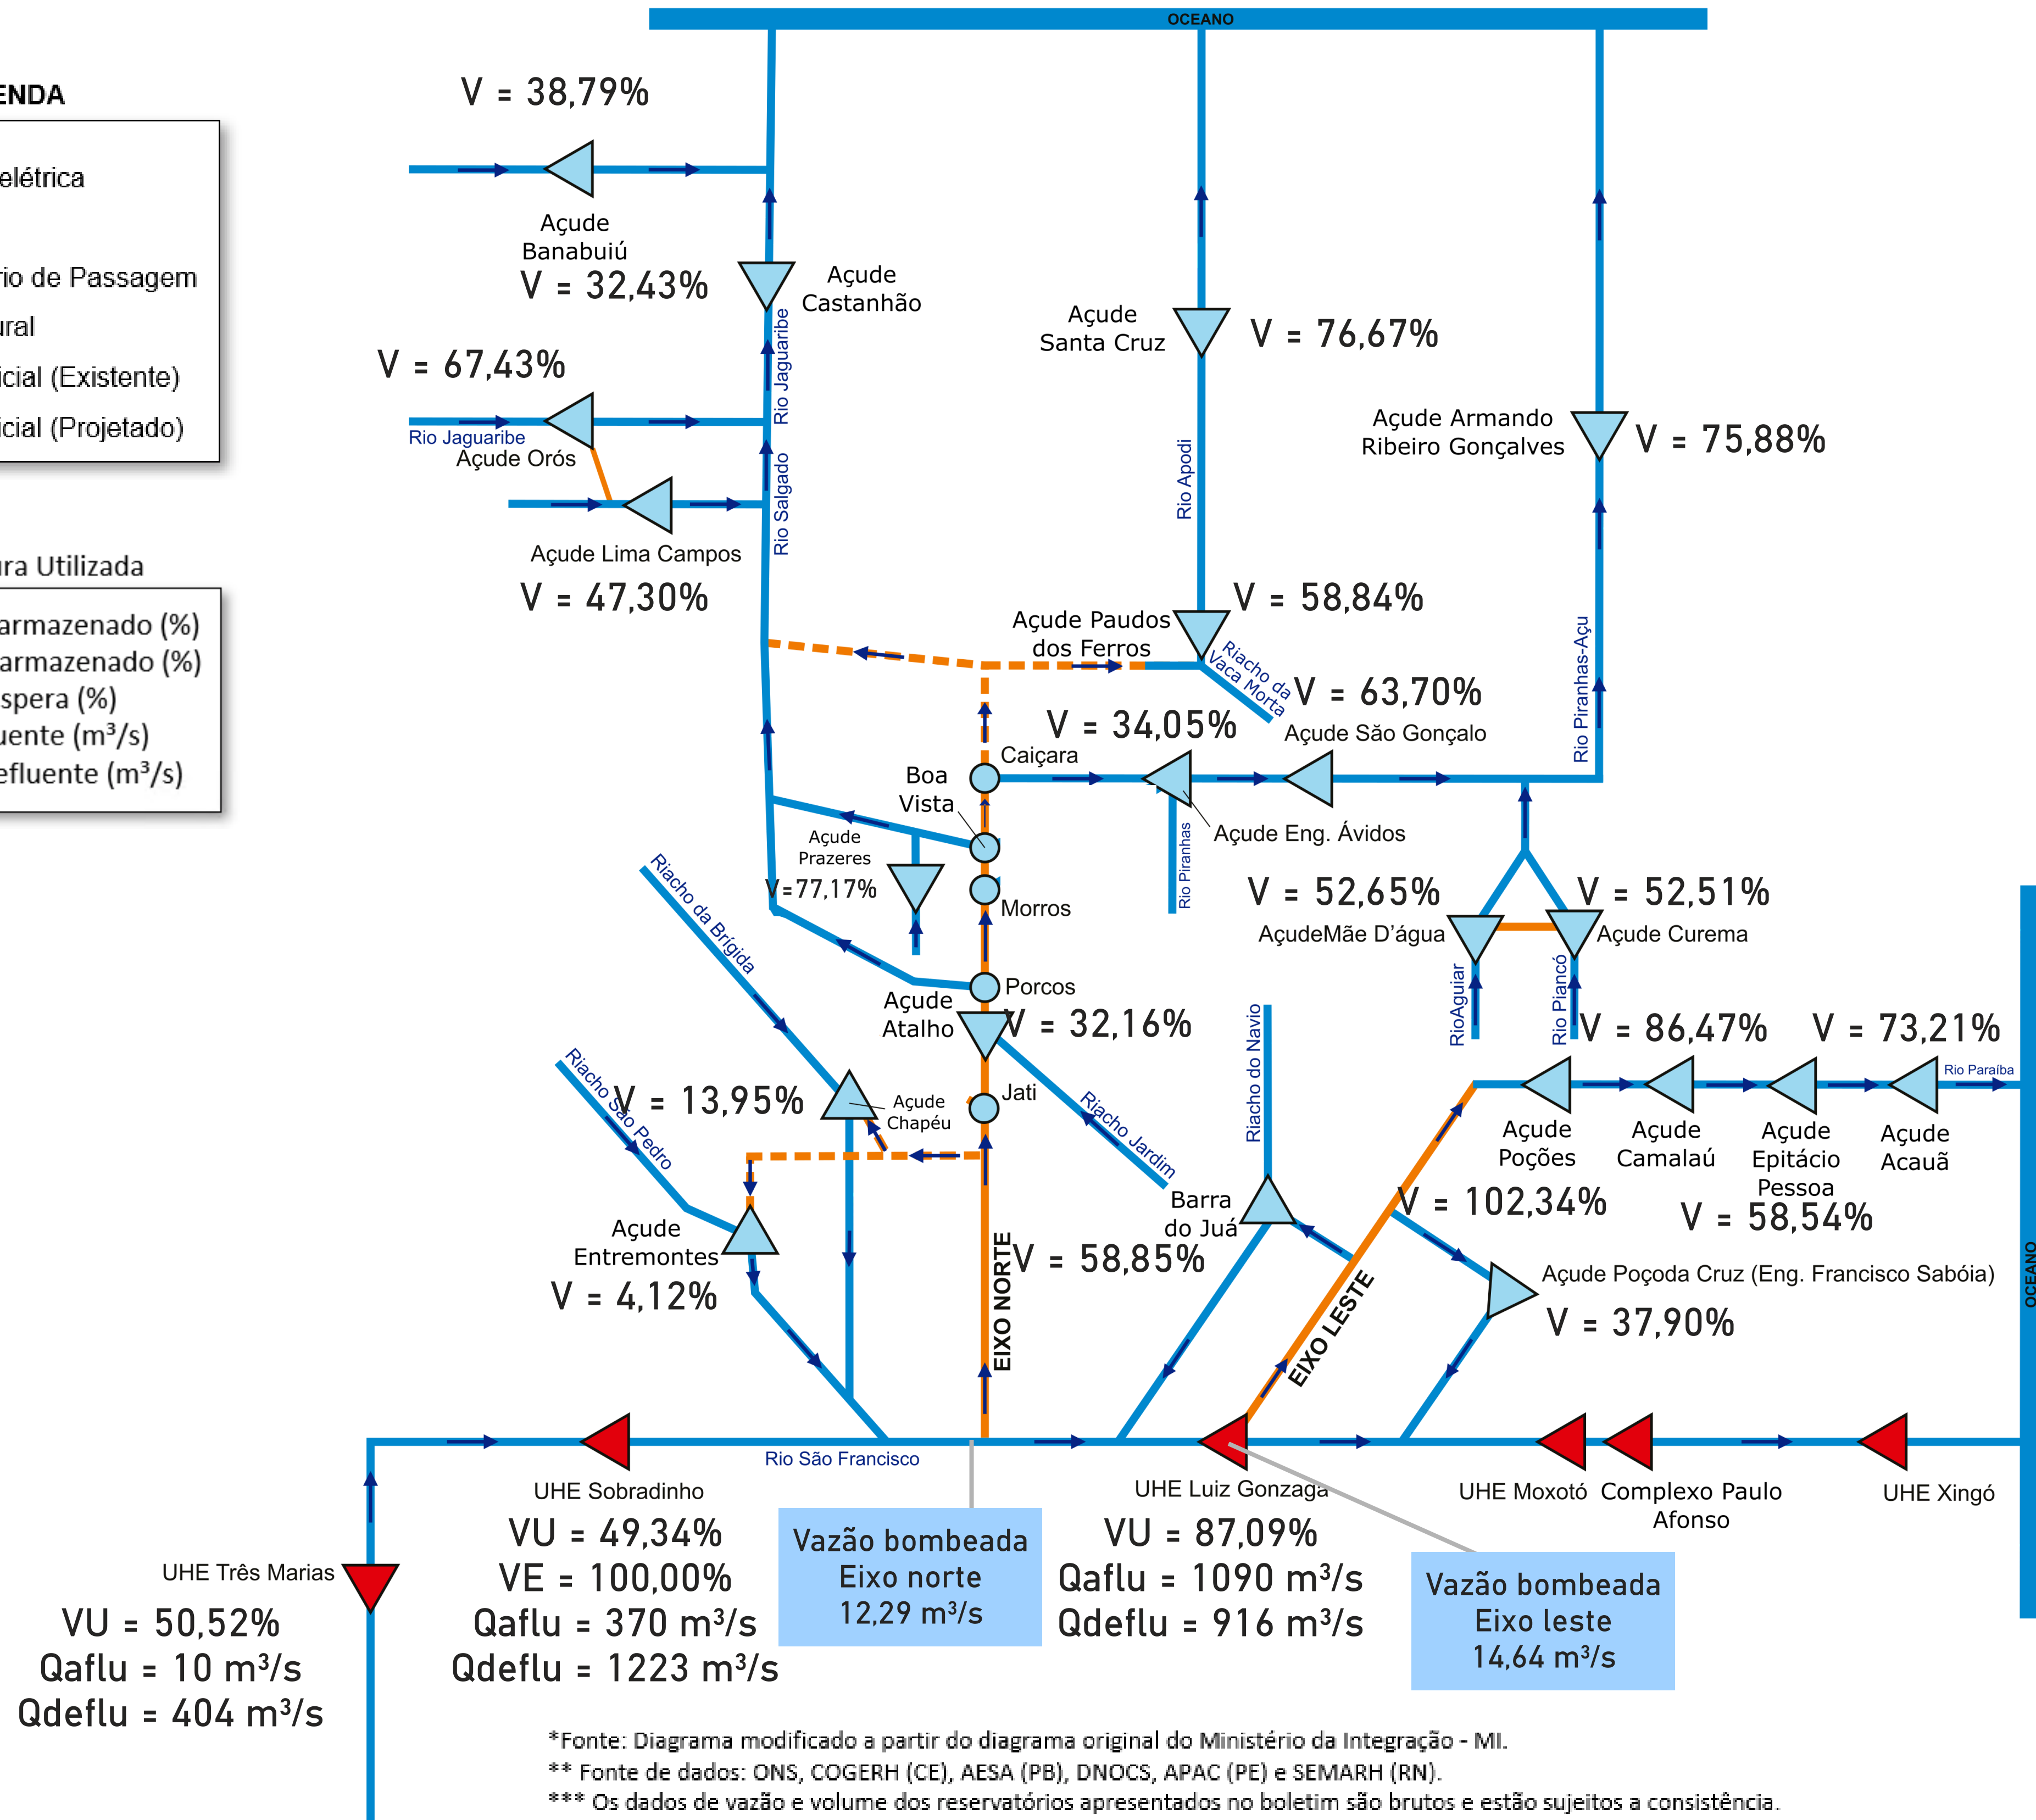 OCEANO
V = 38,79%
ENDA
elétrica
rio de Passagem
ural
icial (Existente)
icial (Projetado)
Açude
Banabuiú
V = 32,43%
Açude
Castanhão
Rio Jaguaribe
Açude
Santa Cruz
V = 76,67%
V = 67,43%
Rio Jaguaribe
Açude Orós
Açude Armando
Ribeiro Gonçalves
V = 75,88%
Rio Salgado
Rio Apodi
Açude Lima Campos
V = 47,30%
ura Utilizada
armazenado (%)
armazenado (%)
spera (%)
uente (m³/s)
efluente (m³/s)
V = 58,84%
Açude Paudos
dos Ferros
Riacho da
Vaca Morta
V = 63,70%
Açude São Gonçalo
V = 34,05%
Rio Piranhas-Açu
Caiçara
Boa
Vista
Açude Eng. Ávidos
Rio Piranhas
Açude
Prazeres
V=77,17%
Morros
Riacho da Brígida
V = 52,65%
AçudeMãe D'água
V = 52,51%
Açude Curema
RioAguiar
Rio Piancó
Porcos
Açude
Atalho
V = 32,16%
Riacho do Navio
V = 86,47%
V = 73,21%
Rio Paraíba
Riacho São Pedro
V = 13,95%
Açude
Chapéu
Jati
Riacho Jardim
Açude
Poções
Açude
Camalaú
Açude
Epitácio
Pessoa
Açude
Acauã
V = 102,34%
V = 58,54%
Barra
do Juá
V = 58,85%
Açude
Entremontes
V = 4,12%
EIXO NORTE
EIXO LESTE
Açude Poçoda Cruz (Eng. Francisco Sabóia)
V = 37,90%
OCEANO
Rio São Francisco
UHE Sobradinho
VU = 49,34%
VE = 100,00%
Qaflu = 370 m³/s
Qdeflu = 1223 m³/s
Vazão bombeada
Eixo norte
12,29 m³/s
UHE Luiz Gonzaga
VU = 87,09%
Qaflu = 1090 m³/s
Qdeflu = 916 m³/s
Vazão bombeada
Eixo leste
14,64 m³/s
UHE Moxotó
Complexo Paulo
Afonso
UHE Xingó
UHE Três Marias
VU = 50,52%
Qaflu = 10 m³/s
Qdeflu = 404 m³/s
*Fonte: Diagrama modificado a partir do diagrama original do Ministério da Integração - MI.
** Fonte de dados: ONS, COGERH (CE), AESA (PB), DNOCS, APAC (PE) e SEMARH (RN).
*** Os dados de vazão e volume dos reservatórios apresentados no boletim são brutos e estão sujeitos a consistência.